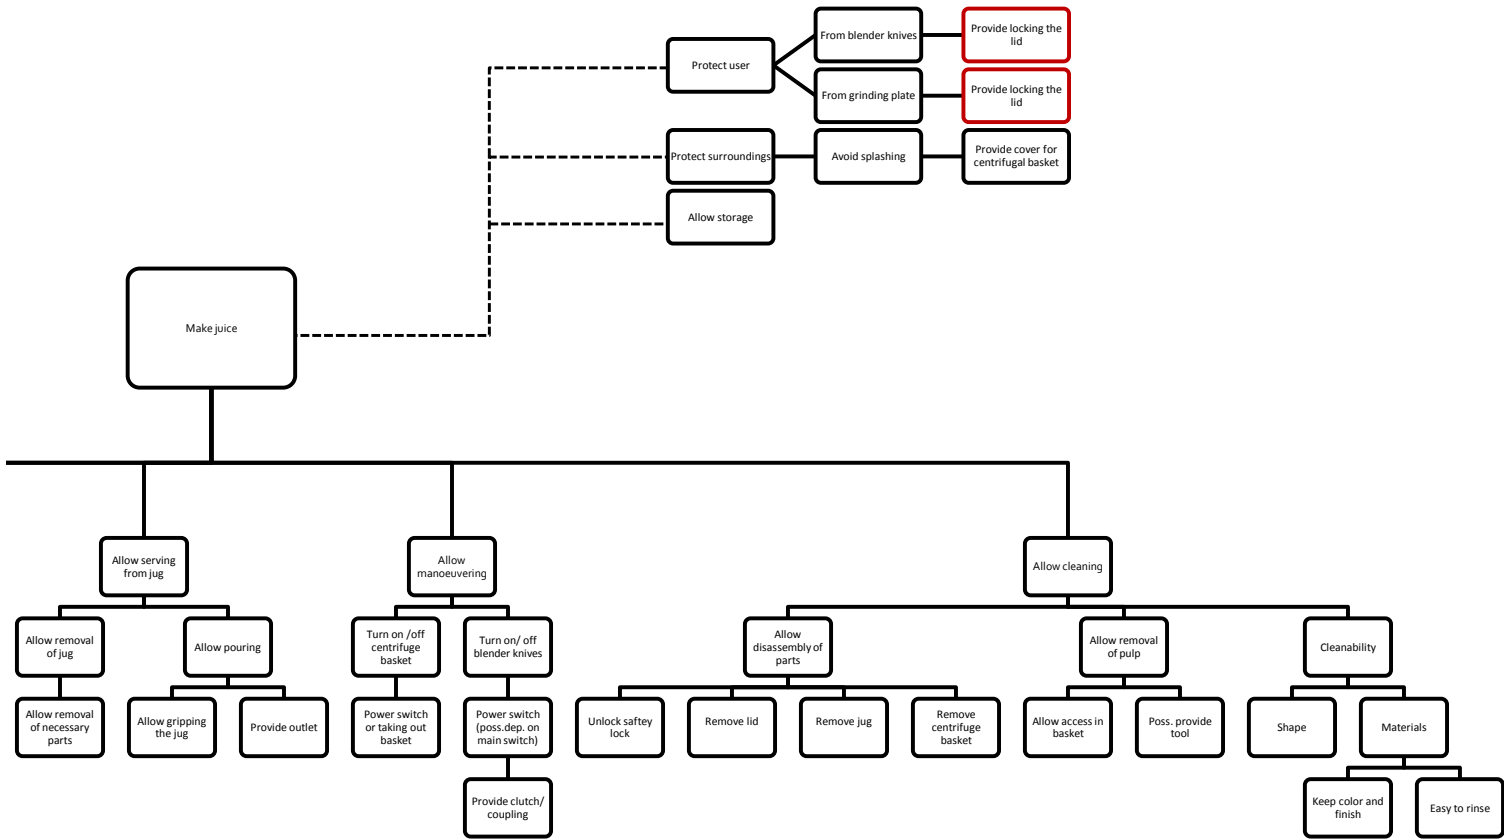 From blender knives
Provide locking the
lid
Protect user
From grinding plate
Provide locking the
lid
Protect surroundings
Avoid splashing
Provide cover for
centrifugal basket
Allow storage
Make juice
Allow serving
from jug
Allow
manoeuvering
Allow cleaning
Allow removal
of jug
Allow pouring
Turn on /off
centrifuge
basket
Turn on/ off
blender knives
Allow
disassembly of
parts
Allow removal
of pulp
Cleanability
Allow removal
of necessary
parts
Allow gripping
the jug
Provide outlet
Power switch
or taking out
basket
Power switch
(poss.dep. on
main switch)
Unlock saftey
lock
Remove lid
Remove jug
Remove
centrifuge
basket
Allow access in
basket
Poss. provide
tool
Shape
Materials
Provide clutch/
coupling
Keep color and
finish
Easy to rinse